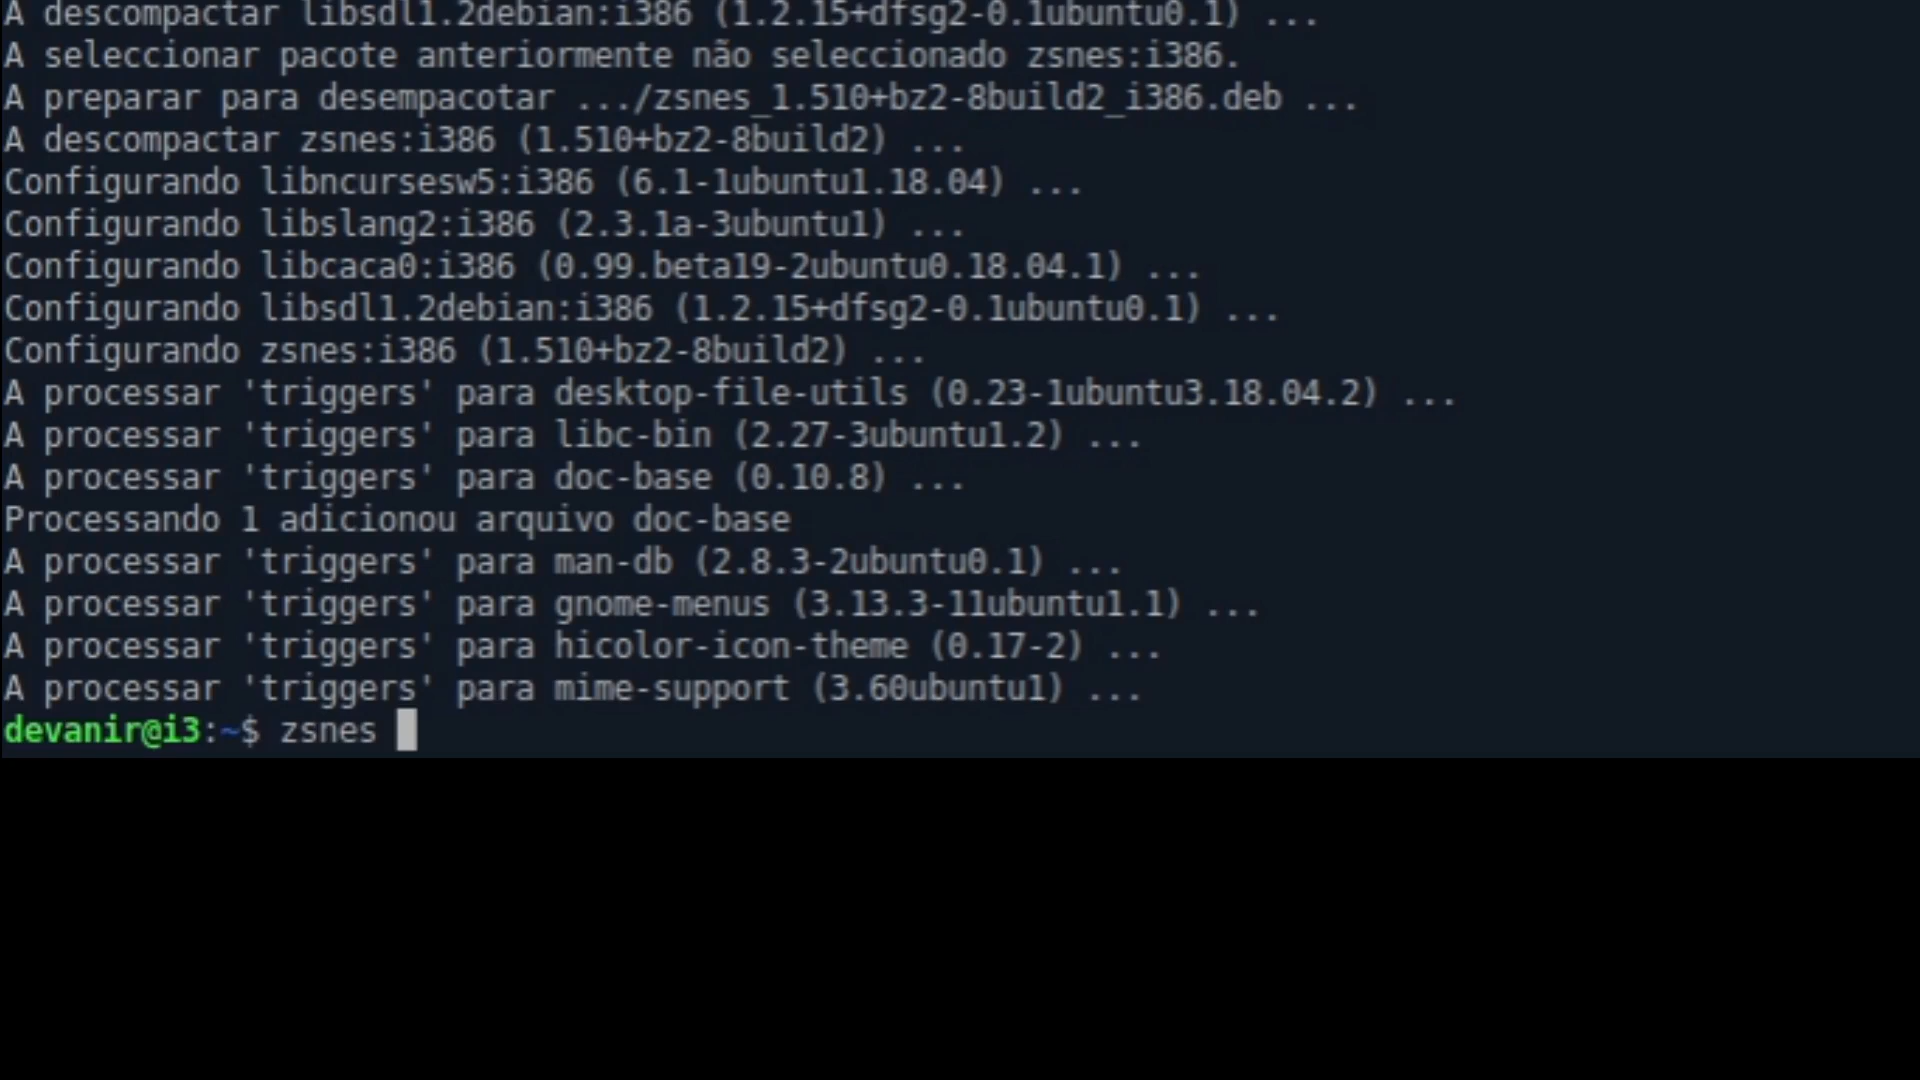 A descompactar libsdl1.2debian:i386 (1.2.15+dfsg2-0.1ubuntu0.1) ...
A seleccionar pacote anteriormente não seleccionado zsnes:i386.
A preparar para desempacotar .../zsnes_1.510+bz2-8build2_i386.deb ...
A descompactar zsnes:i386 (1.510+bz2-8build2) ...
Configurando libncursesw5:i386 (6.1-1ubuntu1.18.04) ...
Configurando libslang2:i386 (2.3.1a-3ubuntu1) ...
Configurando libcaca0:i386 (0.99.beta19-2ubuntu0.18.04.1) ...
Configurando libsdl1.2debian:i386 (1.2.15+dfsg2-0.1ubuntu0.1) ...
Configurando zsnes:i386 (1.510+bz2-8build2) ...
A processar 'triggers' para desktop-file-utils (0.23-1ubuntu3.18.04.2) ...
A processar 'triggers' para libc-bin (2.27-3ubuntu1.2) ...
A processar 'triggers' para doc-base (0.10.8) ...
Processando 1 adicionou arquivo doc-base
A processar 'triggers' para man-db (2.8.3-2ubuntu0.1) ...
A processar 'triggers' para gnome-menus (3.13.3-11ubuntu1.1) ...
A processar 'triggers' para hicolor-icon-theme (0.17-2) ...
A processar 'triggers' para mime-support (3.60ubuntu1) ...
devanir@i3:~$ zsnes